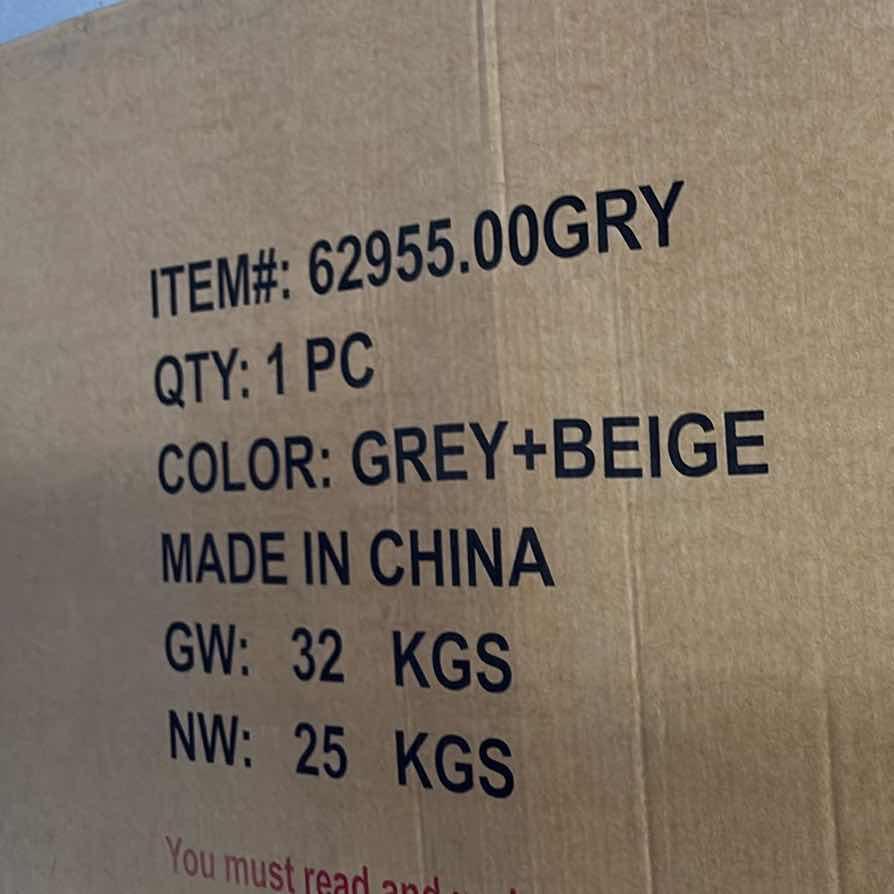 ITEM#: 62955.00GRY
QTY: 1 PC
COLOR: GREY+BEIGE
MADE IN CHINA
GW: 32 KGS
NW: 25 KGS
You must read and